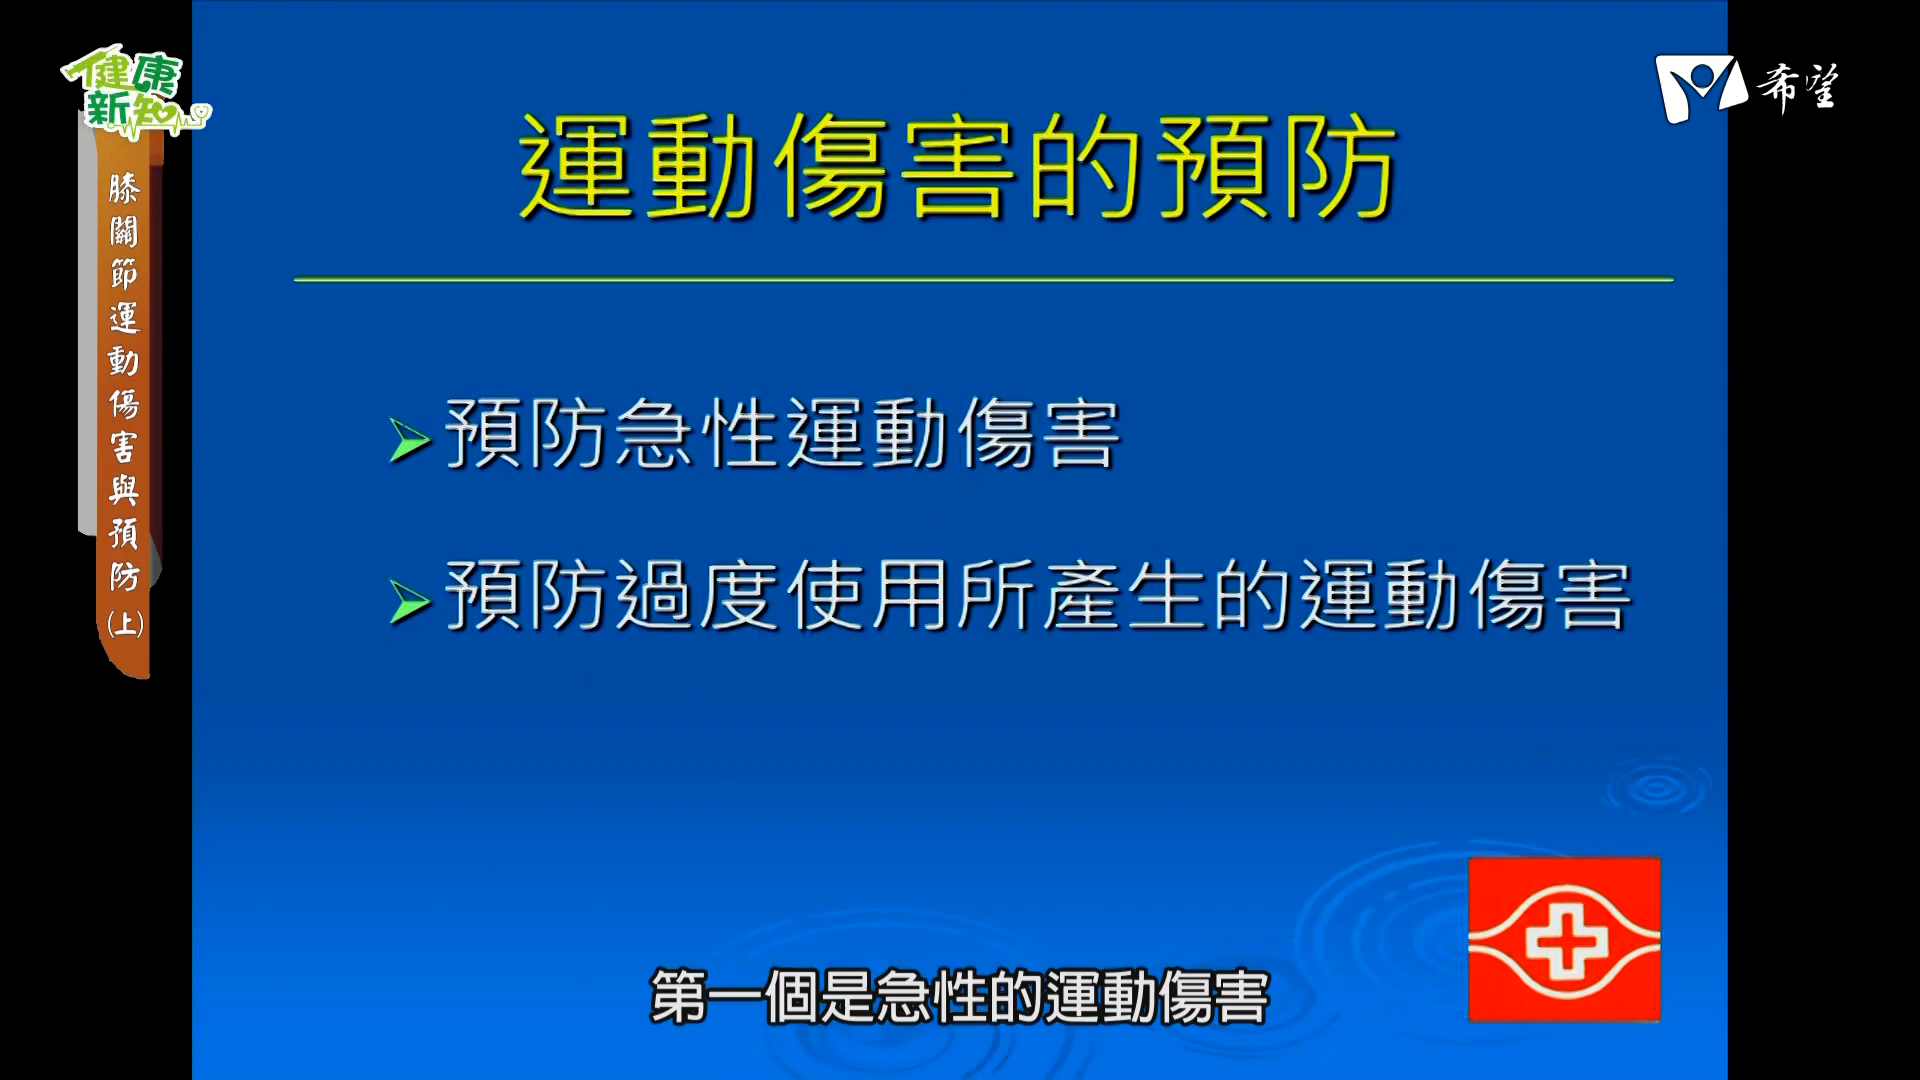 健康
新知
希望
膝關節運動傷害與預防(上)
運動傷害的預防
預防急性運動傷害
預防過度使用所產生的運動傷害
第一個是急性的運動傷害